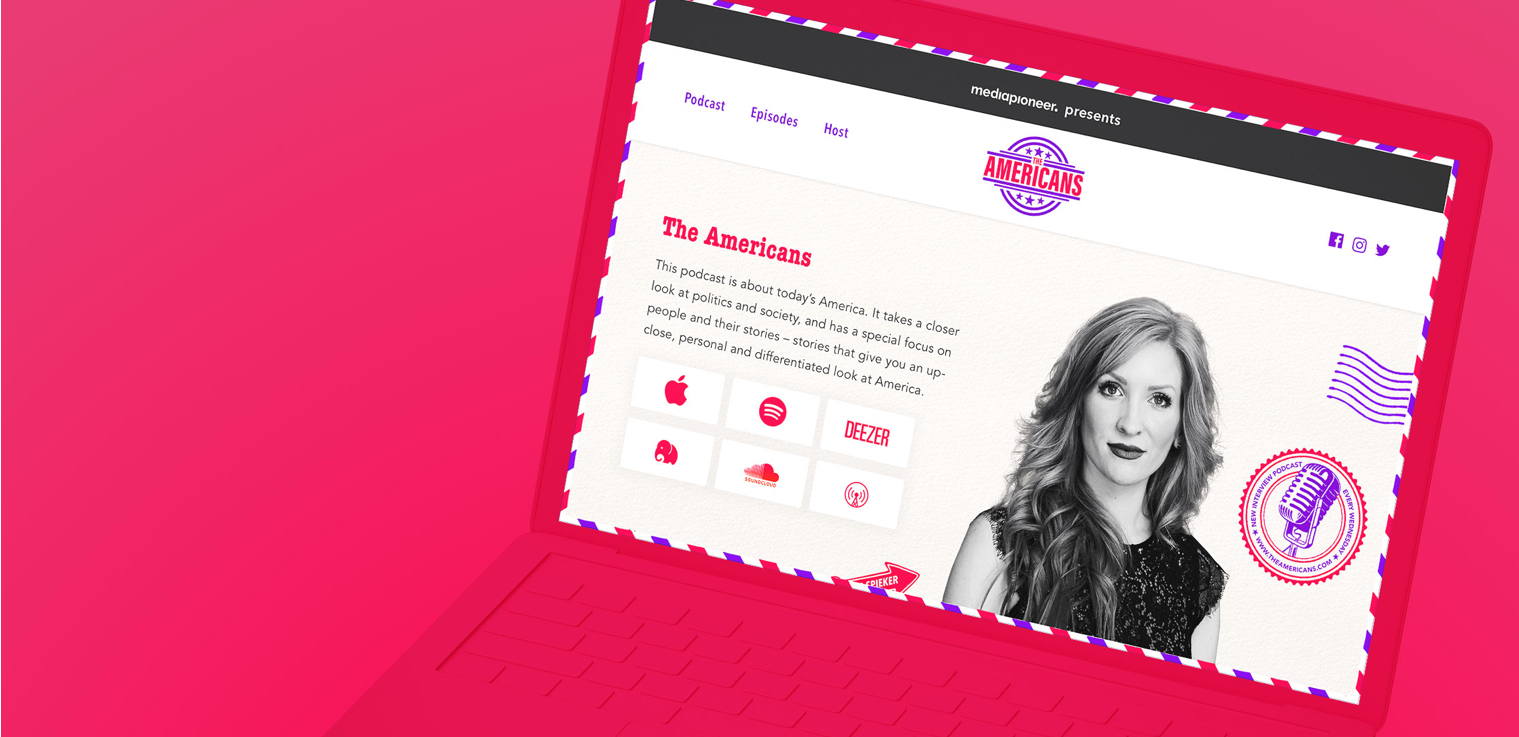 mediapioneer. presents
Podcast
Episodes
Host
THE
AMERICANS
The Americans
This podcast is about today's America. It takes a closer
look at politics and society, and has a special focus on
people and their stories – stories that give you an up-
close, personal and differentiated look at America.
DEEZER
SOUNDCLOUD
★ NEW INTERVIEW PODCAST
EVERY WEDNESDAY ★
WWW.THEAMERICANS.COM